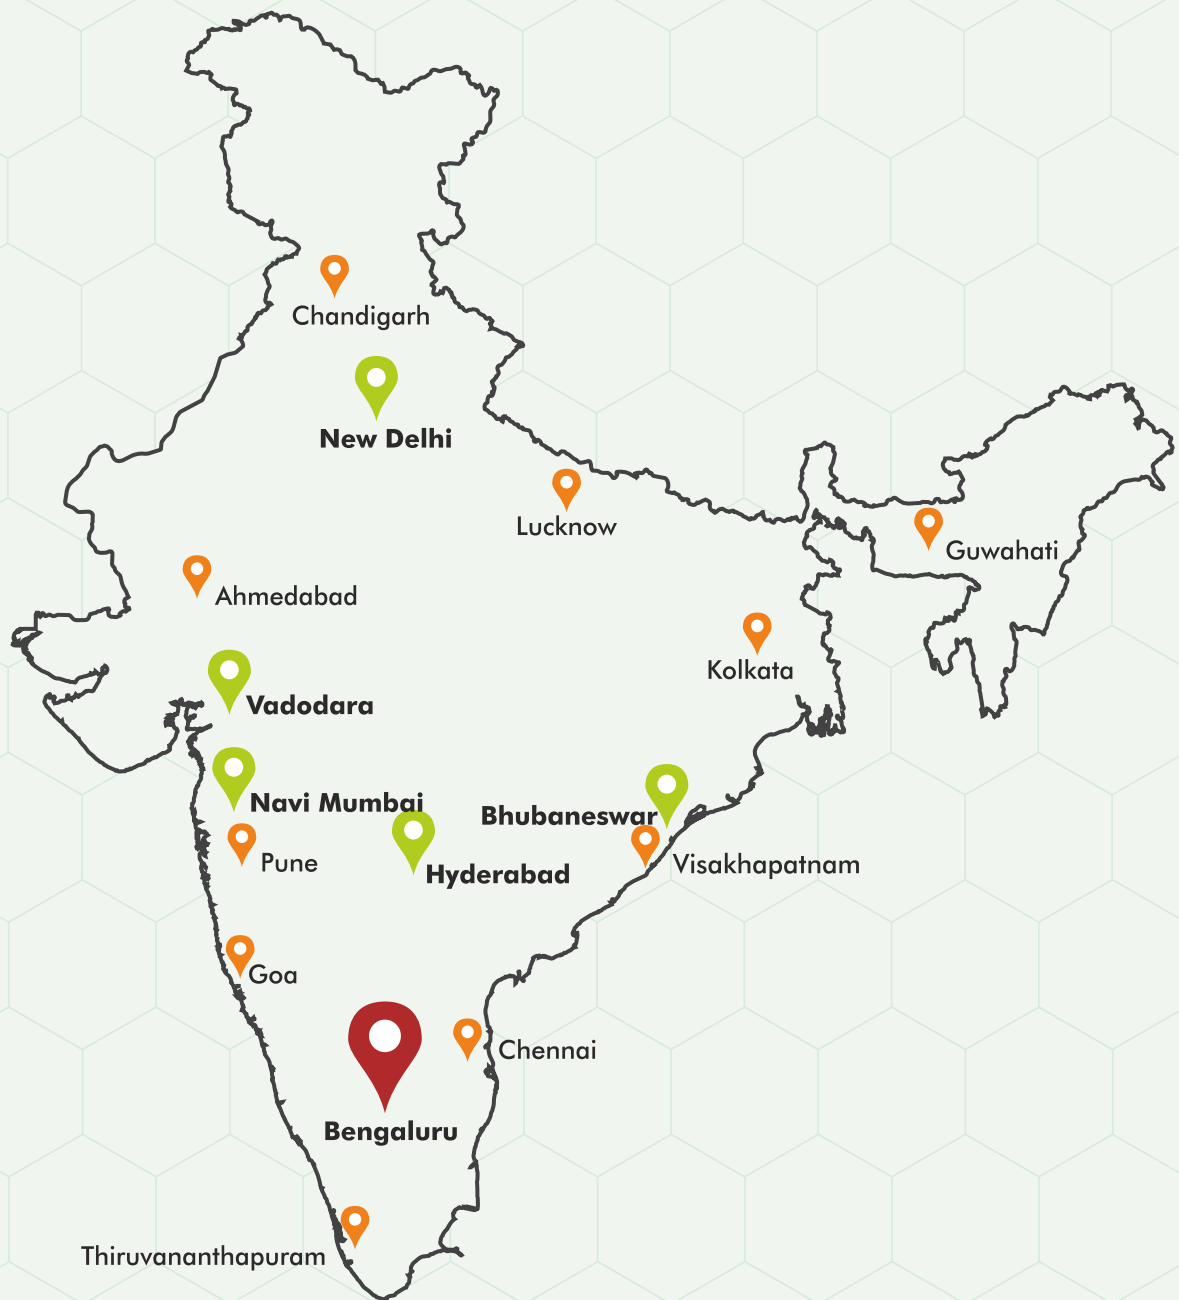 Chandigarh
New Delhi
Lucknow
Guwahati
Ahmedabad
Kolkata
Vadodara
Navi Mumbai
Bhubaneswar
Pune
Hyderabad
Visakhapatnam
Goa
Chennai
Bengaluru
Thiruvananthapuram